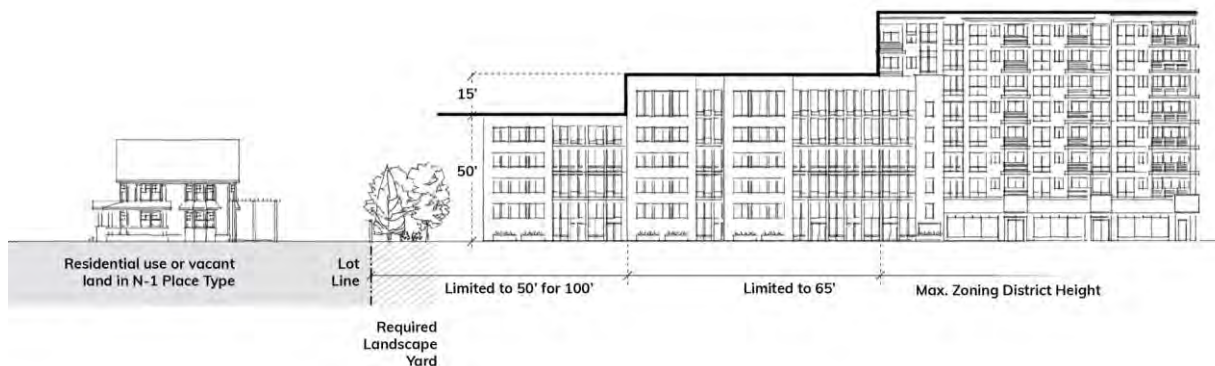 15'
50'
Residential use or vacant
land in N-1 Place Type
Lot
Line
Limited to 50' for 100'
Limited to 65'
Max. Zoning District Height
Required
Landscape
Yard